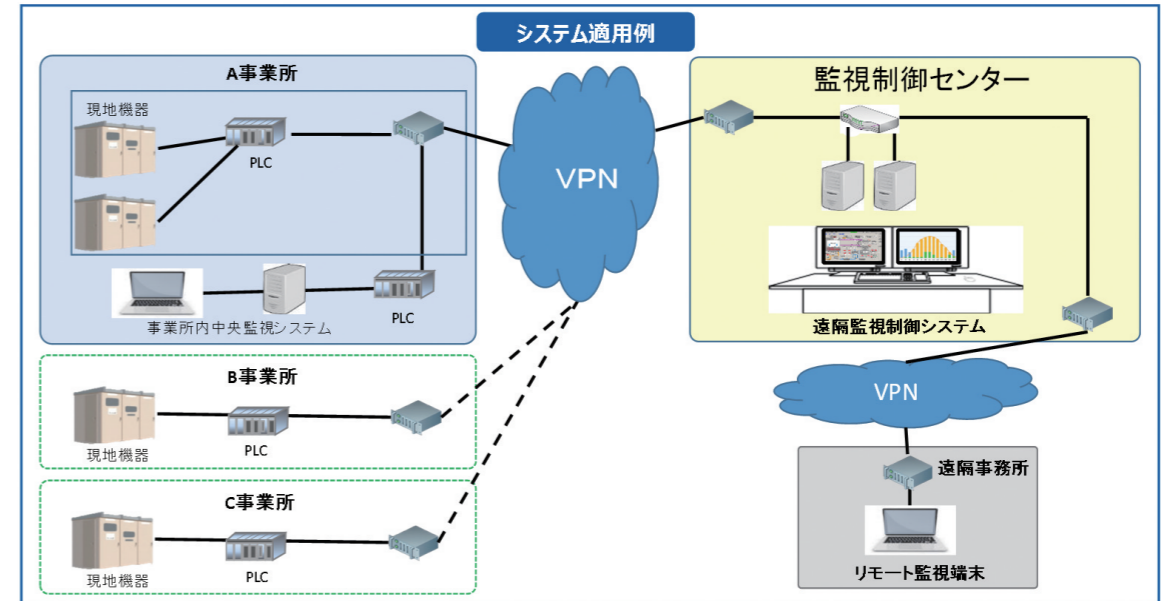 システム適用例
A事業所
現地機器
PLC
事業所内中央監視システム
PLC
VPN
B事業所
現地機器
PLC
C事業所
現地機器
PLC
監視制御センター
遠隔監視制御システム
VPN
遠隔事務所
リモート監視端末